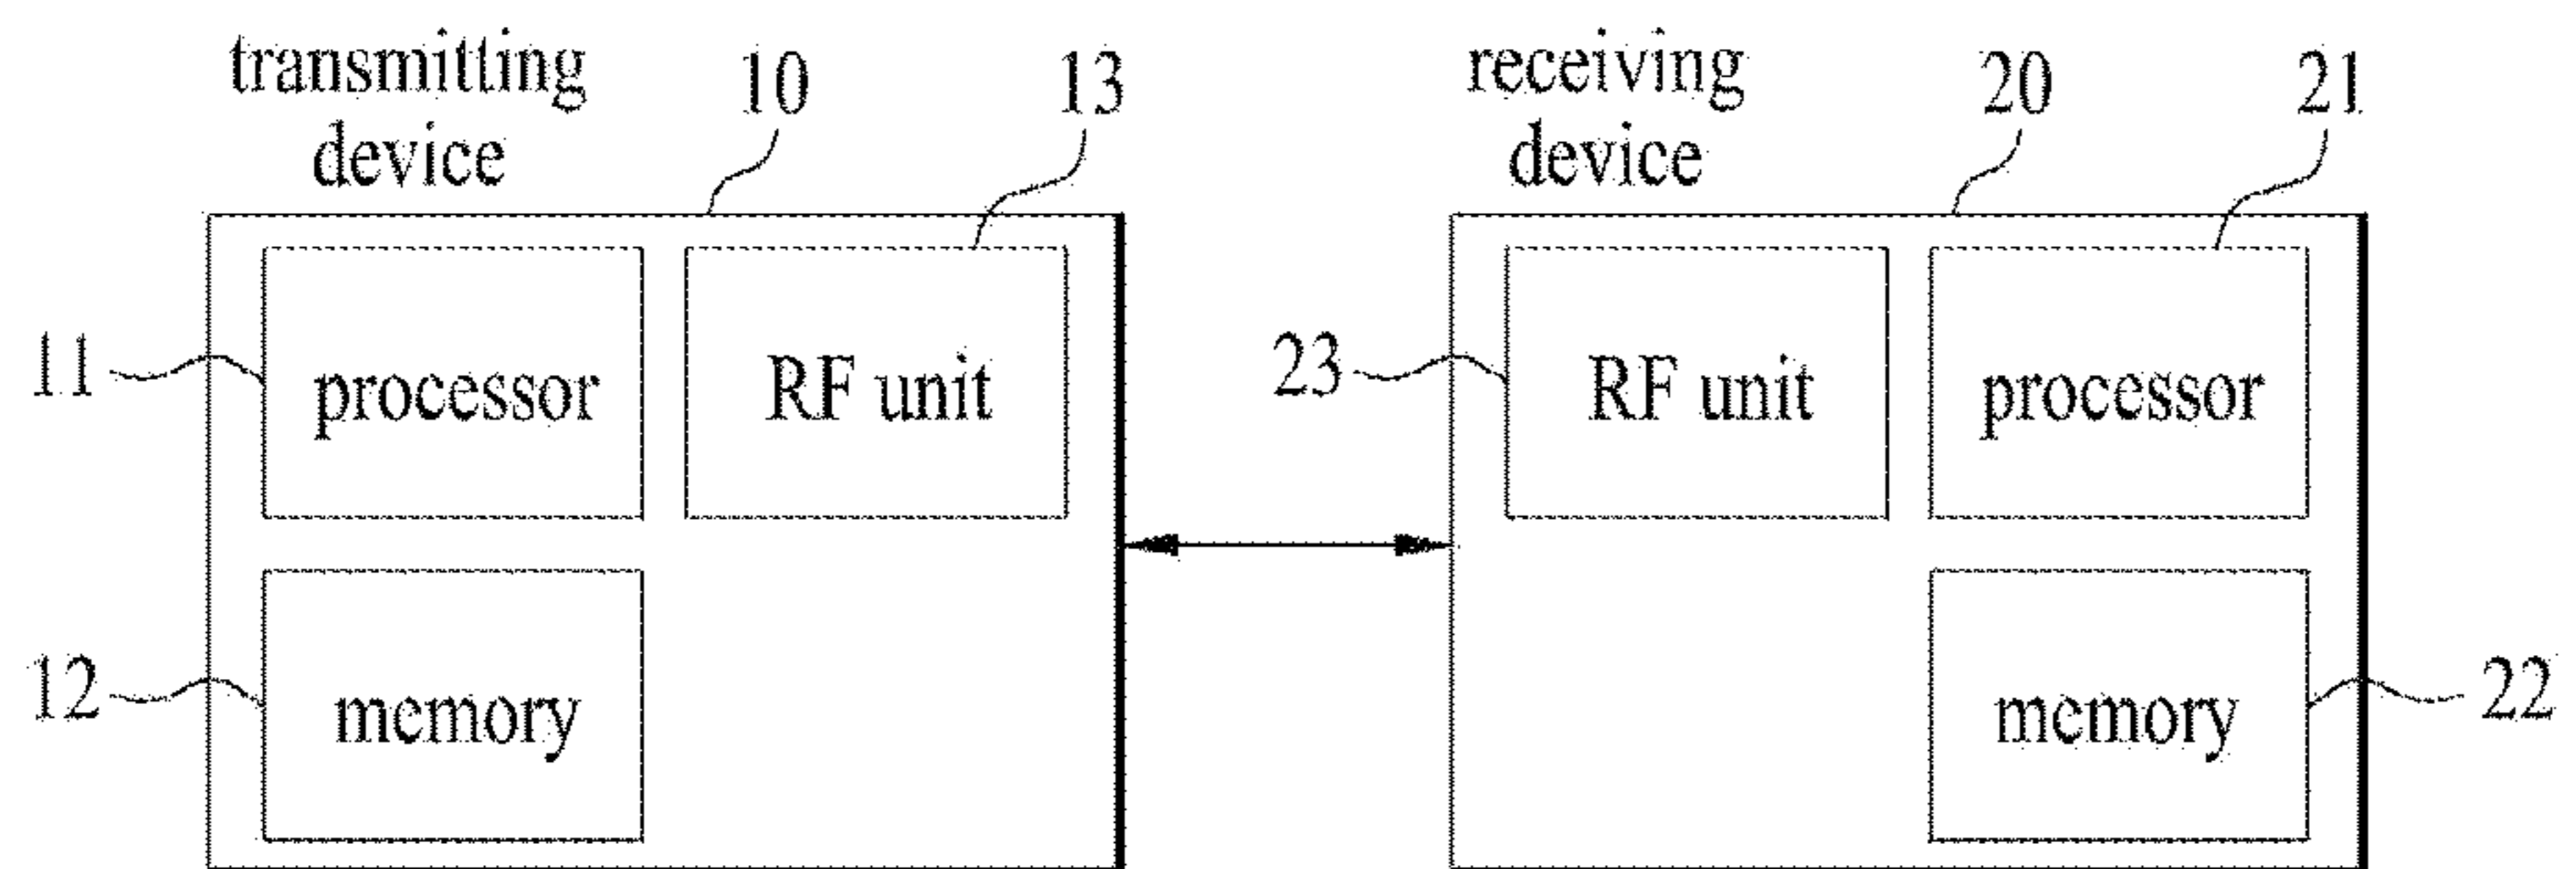 transmitting
device
10
13
receiving
device
20
21
11
processor
RF unit
23
RF unit
processor
12
memory
memory
22